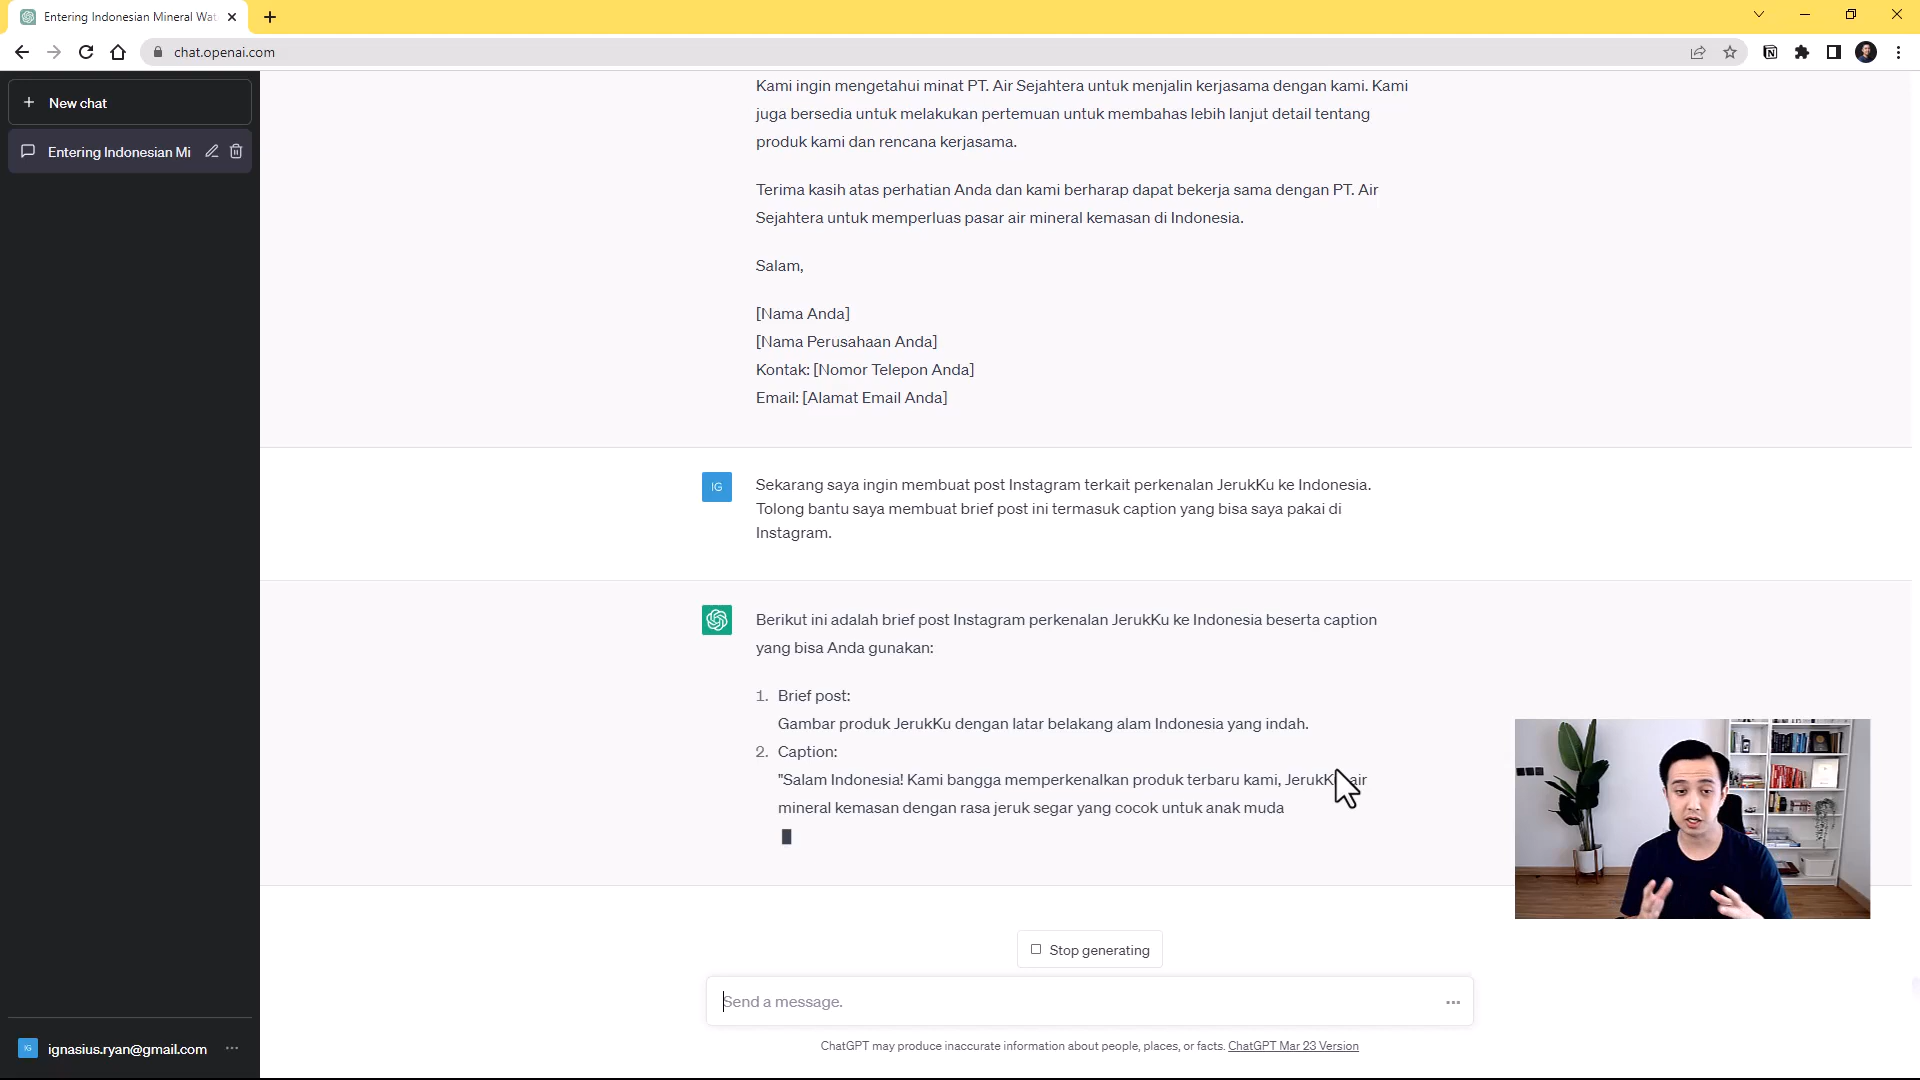 Entering Indonesian Mineral Wat
chat.openai.com
New chat
Entering Indonesian Mi
Kami ingin mengetahui minat PT. Air Sejahtera untuk menjalin kerjasama dengan kami. Kami
juga bersedia untuk melakukan pertemuan untuk membahas lebih lanjut detail tentang
produk kami dan rencana kerjasama.
Terima kasih atas perhatian Anda dan kami berharap dapat bekerja sama dengan PT. Air
Sejahtera untuk memperluas pasar air mineral kemasan di Indonesia.
Salam,
[Nama Anda]
[Nama Perusahaan Anda]
Kontak: [Nomor Telepon Anda]
Email: [Alamat Email Anda]
IG
Sekarang saya ingin membuat post Instagram terkait perkenalan JerukKu ke Indonesia.
Tolong bantu saya membuat brief post ini termasuk caption yang bisa saya pakai di
Instagram.
Berikut ini adalah brief post Instagram perkenalan JerukKu ke Indonesia beserta caption
yang bisa Anda gunakan:
1. Brief post:
Gambar produk JerukKu dengan latar belakang alam Indonesia yang indah.
2. Caption:
"Salam Indonesia! Kami bangga memperkenalkan produk terbaru kami, air
mineral kemasan dengan rasa jeruk segar yang cocok untuk anak muda
Stop generating
Send a message.
ChatGPT may produce inaccurate information about people, places, or facts. ChatGPT Mar 23 Version
IG
ignasius.ryan@gmail.com